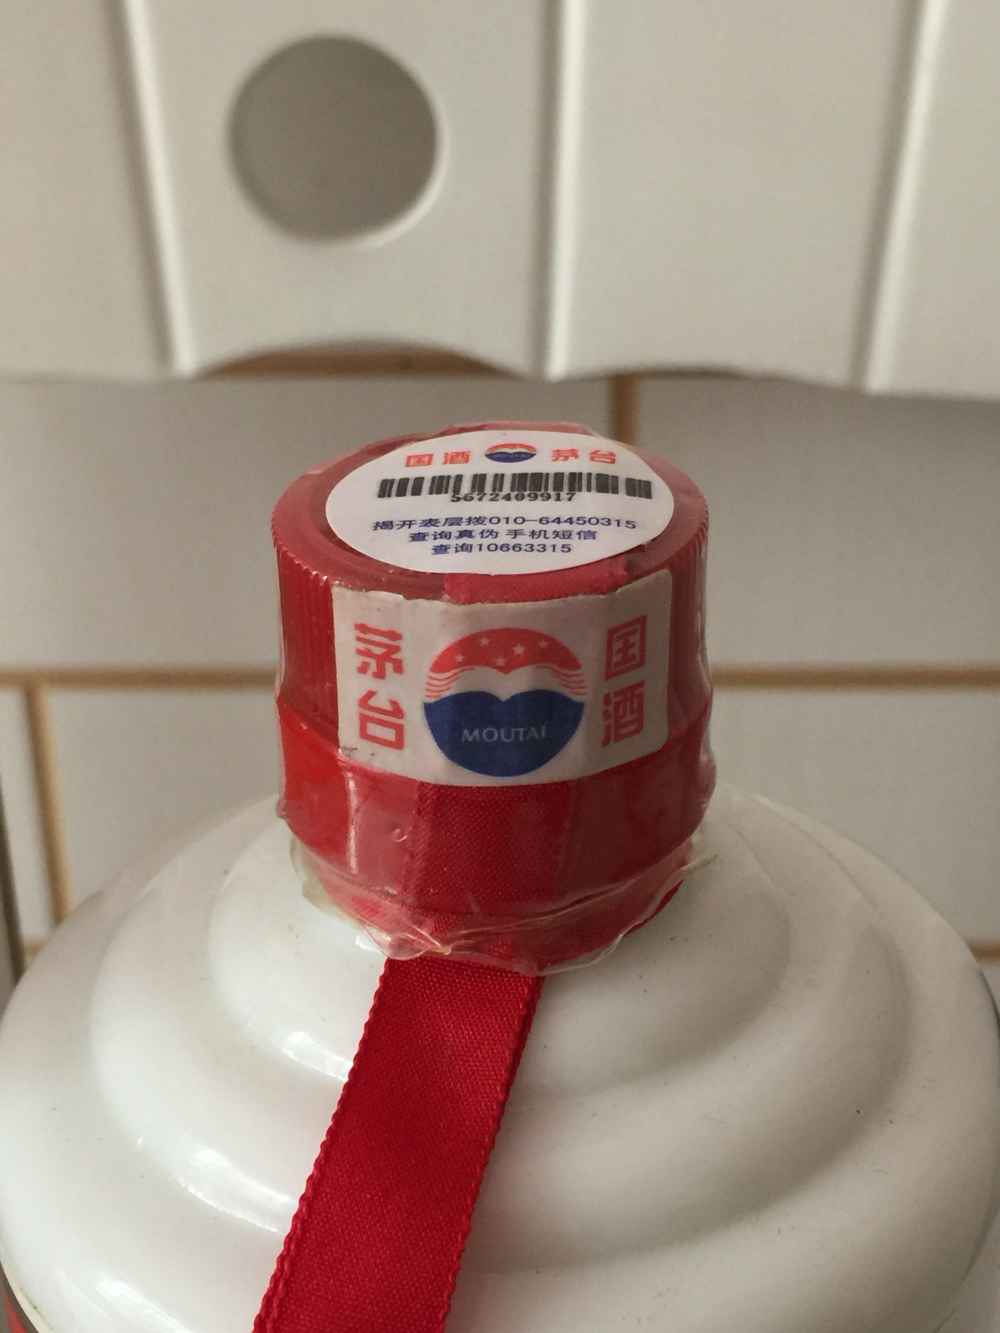 国酒 茅台
5672409917
揭开表层拨010-64450315
查询真伪 手机短信
查询10663315
国酒
茅台
MOUTAI